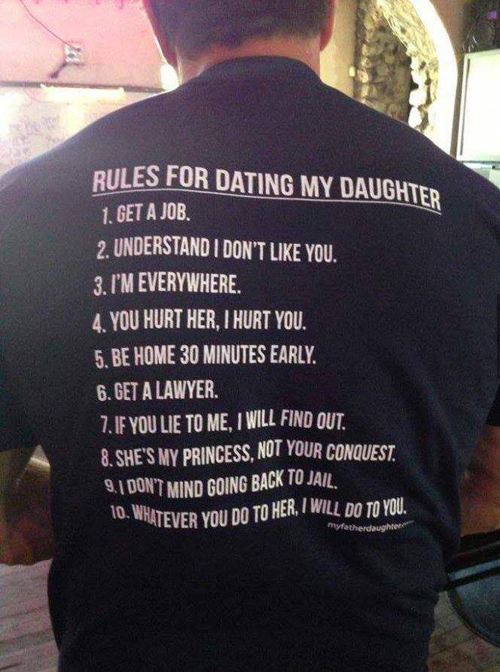 RULES FOR DATING MY DAUGHTER
1. GET A JOB.
2. UNDERSTAND I DON'T LIKE YOU.
3. I'M EVERYWHERE.
4. YOU HURT HER, I HURT YOU.
5. BE HOME 30 MINUTES EARLY.
6. GET A LAWYER.
7. IF YOU LIE TO ME, I WILL FIND OUT.
8. SHE'S MY PRINCESS, NOT YOUR CONQUEST.
9. I DON'T MIND GOING BACK TO JAIL.
10. WHATEVER YOU DO TO HER, I WILL DO TO YOU.